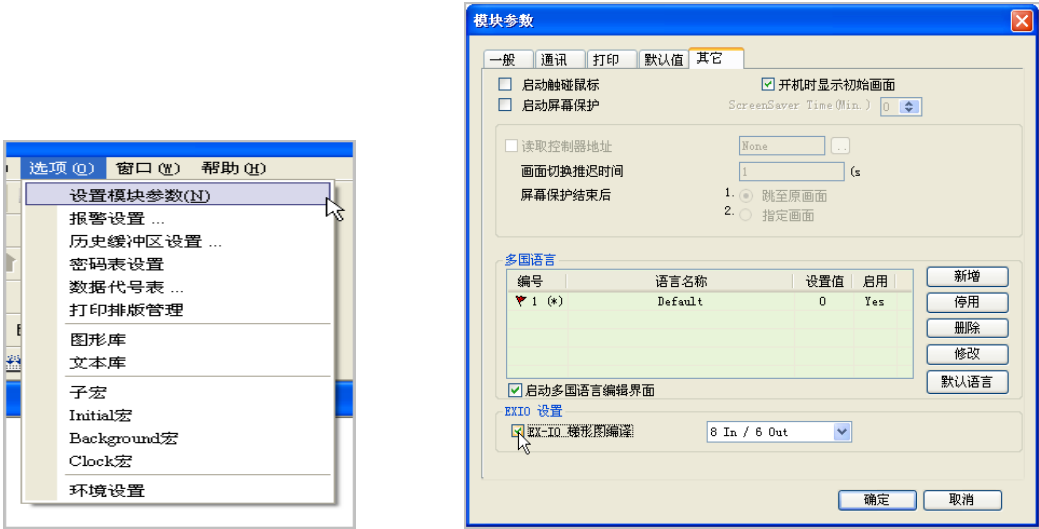 选项(O) 窗口(W) 帮助(H)
设置模块参数(N)
报警设置 ...
历史缓冲区设置 ...
密码表设置
数据代号表 ...
打印排版管理
图形库
文本库
子宏
Initial宏
Background宏
Clock宏
环境设置
模块参数
一般 通讯 打印 默认值 其它
启动触碰鼠标 开机时显示初始画面
启动屏幕保护 ScreenSaver Time(Min.) 0
读取控制器地址 None ..
画面切换推迟时间 1 (s
屏幕保护结束后 1. 跳至原画面
2. 指定画面
多国语言
编号 语言名称 设置值 启用 新增
1 (*) Default 0 Yes 停用
删除
修改
默认语言
启动多国语言编辑界面
EXIO 设置
EX-IO 梯形图编译 8 In / 6 Out
确定 取消